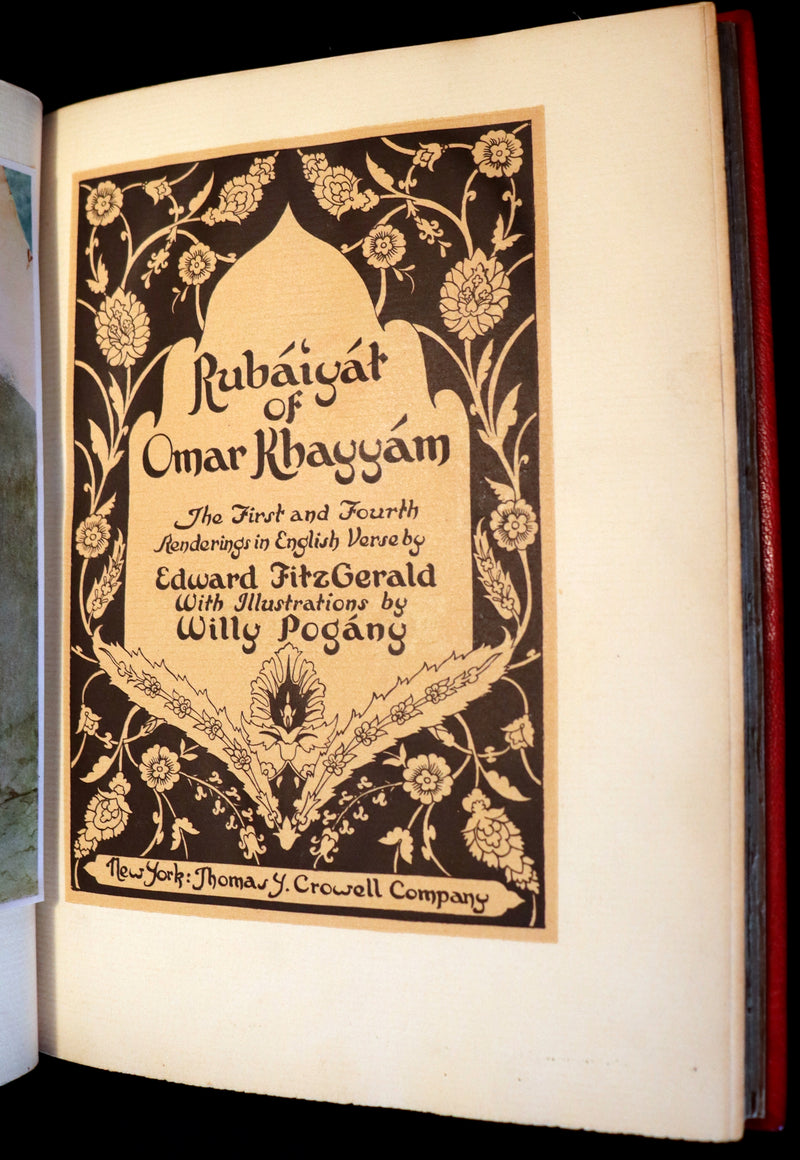 Rubáiyát
of
Omar Khayyám
The First and Fourth
Renderings in English Verse by
Edward FitzGerald
With Illustrations by
Willy Pogány
New York: Thomas Y. Crowell Company